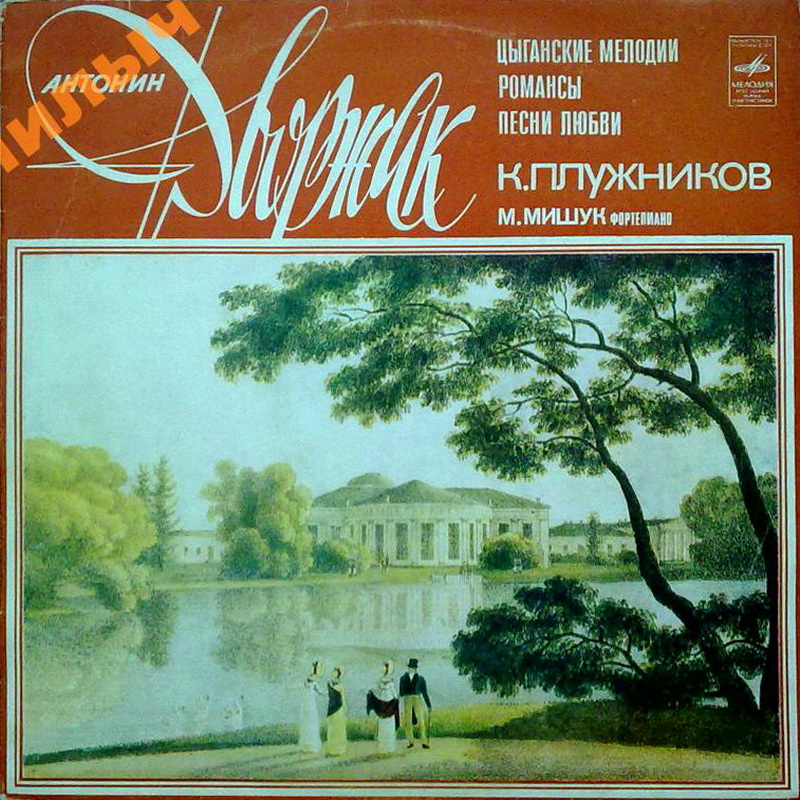 АНТОНИН
Дворжак
ЦЫГАНСКИЕ МЕЛОДИИ
РОМАНСЫ
ПЕСНИ ЛЮБВИ
К.ПЛУЖНИКОВ
М.МИШУК ФОРТЕПИАНО
МЕЛОДИЯ